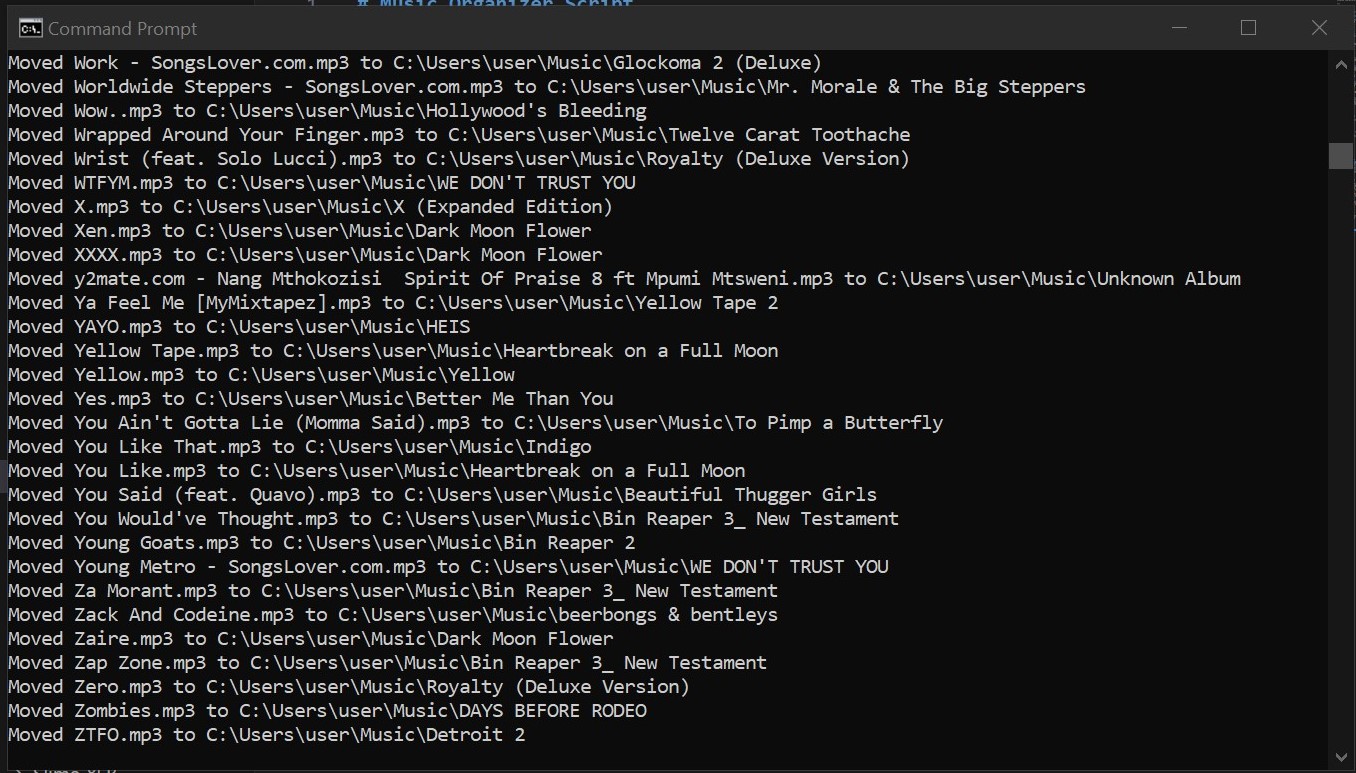 # Music Organizer Script
Command Prompt
Moved Work - SongsLover.com.mp3 to C:\Users\user\Music\Glockoma 2 (Deluxe)
Moved Worldwide Steppers - SongsLover.com.mp3 to C:\Users\user\Music\Mr. Morale & The Big Steppers
Moved Wow..mp3 to C:\Users\user\Music\Hollywood's Bleeding
Moved Wrapped Around Your Finger.mp3 to C:\Users\user\Music\Twelve Carat Toothache
Moved Wrist (feat. Solo Lucci).mp3 to C:\Users\user\Music\Royalty (Deluxe Version)
Moved WTFYM.mp3 to C:\Users\user\Music\WE DON'T TRUST YOU
Moved X.mp3 to C:\Users\user\Music\X (Expanded Edition)
Moved Xen.mp3 to C:\Users\user\Music\Dark Moon Flower
Moved XXXX.mp3 to C:\Users\user\Music\Dark Moon Flower
Moved y2mate.com - Nang Mthokozisi  Spirit Of Praise 8 ft Mpumi Mtsweni.mp3 to C:\Users\user\Music\Unknown Album
Moved Ya Feel Me [MyMixtapez].mp3 to C:\Users\user\Music\Yellow Tape 2
Moved YAYO.mp3 to C:\Users\user\Music\HEIS
Moved Yellow Tape.mp3 to C:\Users\user\Music\Heartbreak on a Full Moon
Moved Yellow.mp3 to C:\Users\user\Music\Yellow
Moved Yes.mp3 to C:\Users\user\Music\Better Me Than You
Moved You Ain't Gotta Lie (Momma Said).mp3 to C:\Users\user\Music\To Pimp a Butterfly
Moved You Like That.mp3 to C:\Users\user\Music\Indigo
Moved You Like.mp3 to C:\Users\user\Music\Heartbreak on a Full Moon
Moved You Said (feat. Quavo).mp3 to C:\Users\user\Music\Beautiful Thugger Girls
Moved You Would've Thought.mp3 to C:\Users\user\Music\Bin Reaper 3_ New Testament
Moved Young Goats.mp3 to C:\Users\user\Music\Bin Reaper 2
Moved Young Metro - SongsLover.com.mp3 to C:\Users\user\Music\WE DON'T TRUST YOU
Moved Za Morant.mp3 to C:\Users\user\Music\Bin Reaper 3_ New Testament
Moved Zack And Codeine.mp3 to C:\Users\user\Music\beerbongs & bentleys
Moved Zaire.mp3 to C:\Users\user\Music\Dark Moon Flower
Moved Zap Zone.mp3 to C:\Users\user\Music\Bin Reaper 3_ New Testament
Moved Zero.mp3 to C:\Users\user\Music\Royalty (Deluxe Version)
Moved Zombies.mp3 to C:\Users\user\Music\DAYS BEFORE RODEO
Moved ZTFO.mp3 to C:\Users\user\Music\Detroit 2